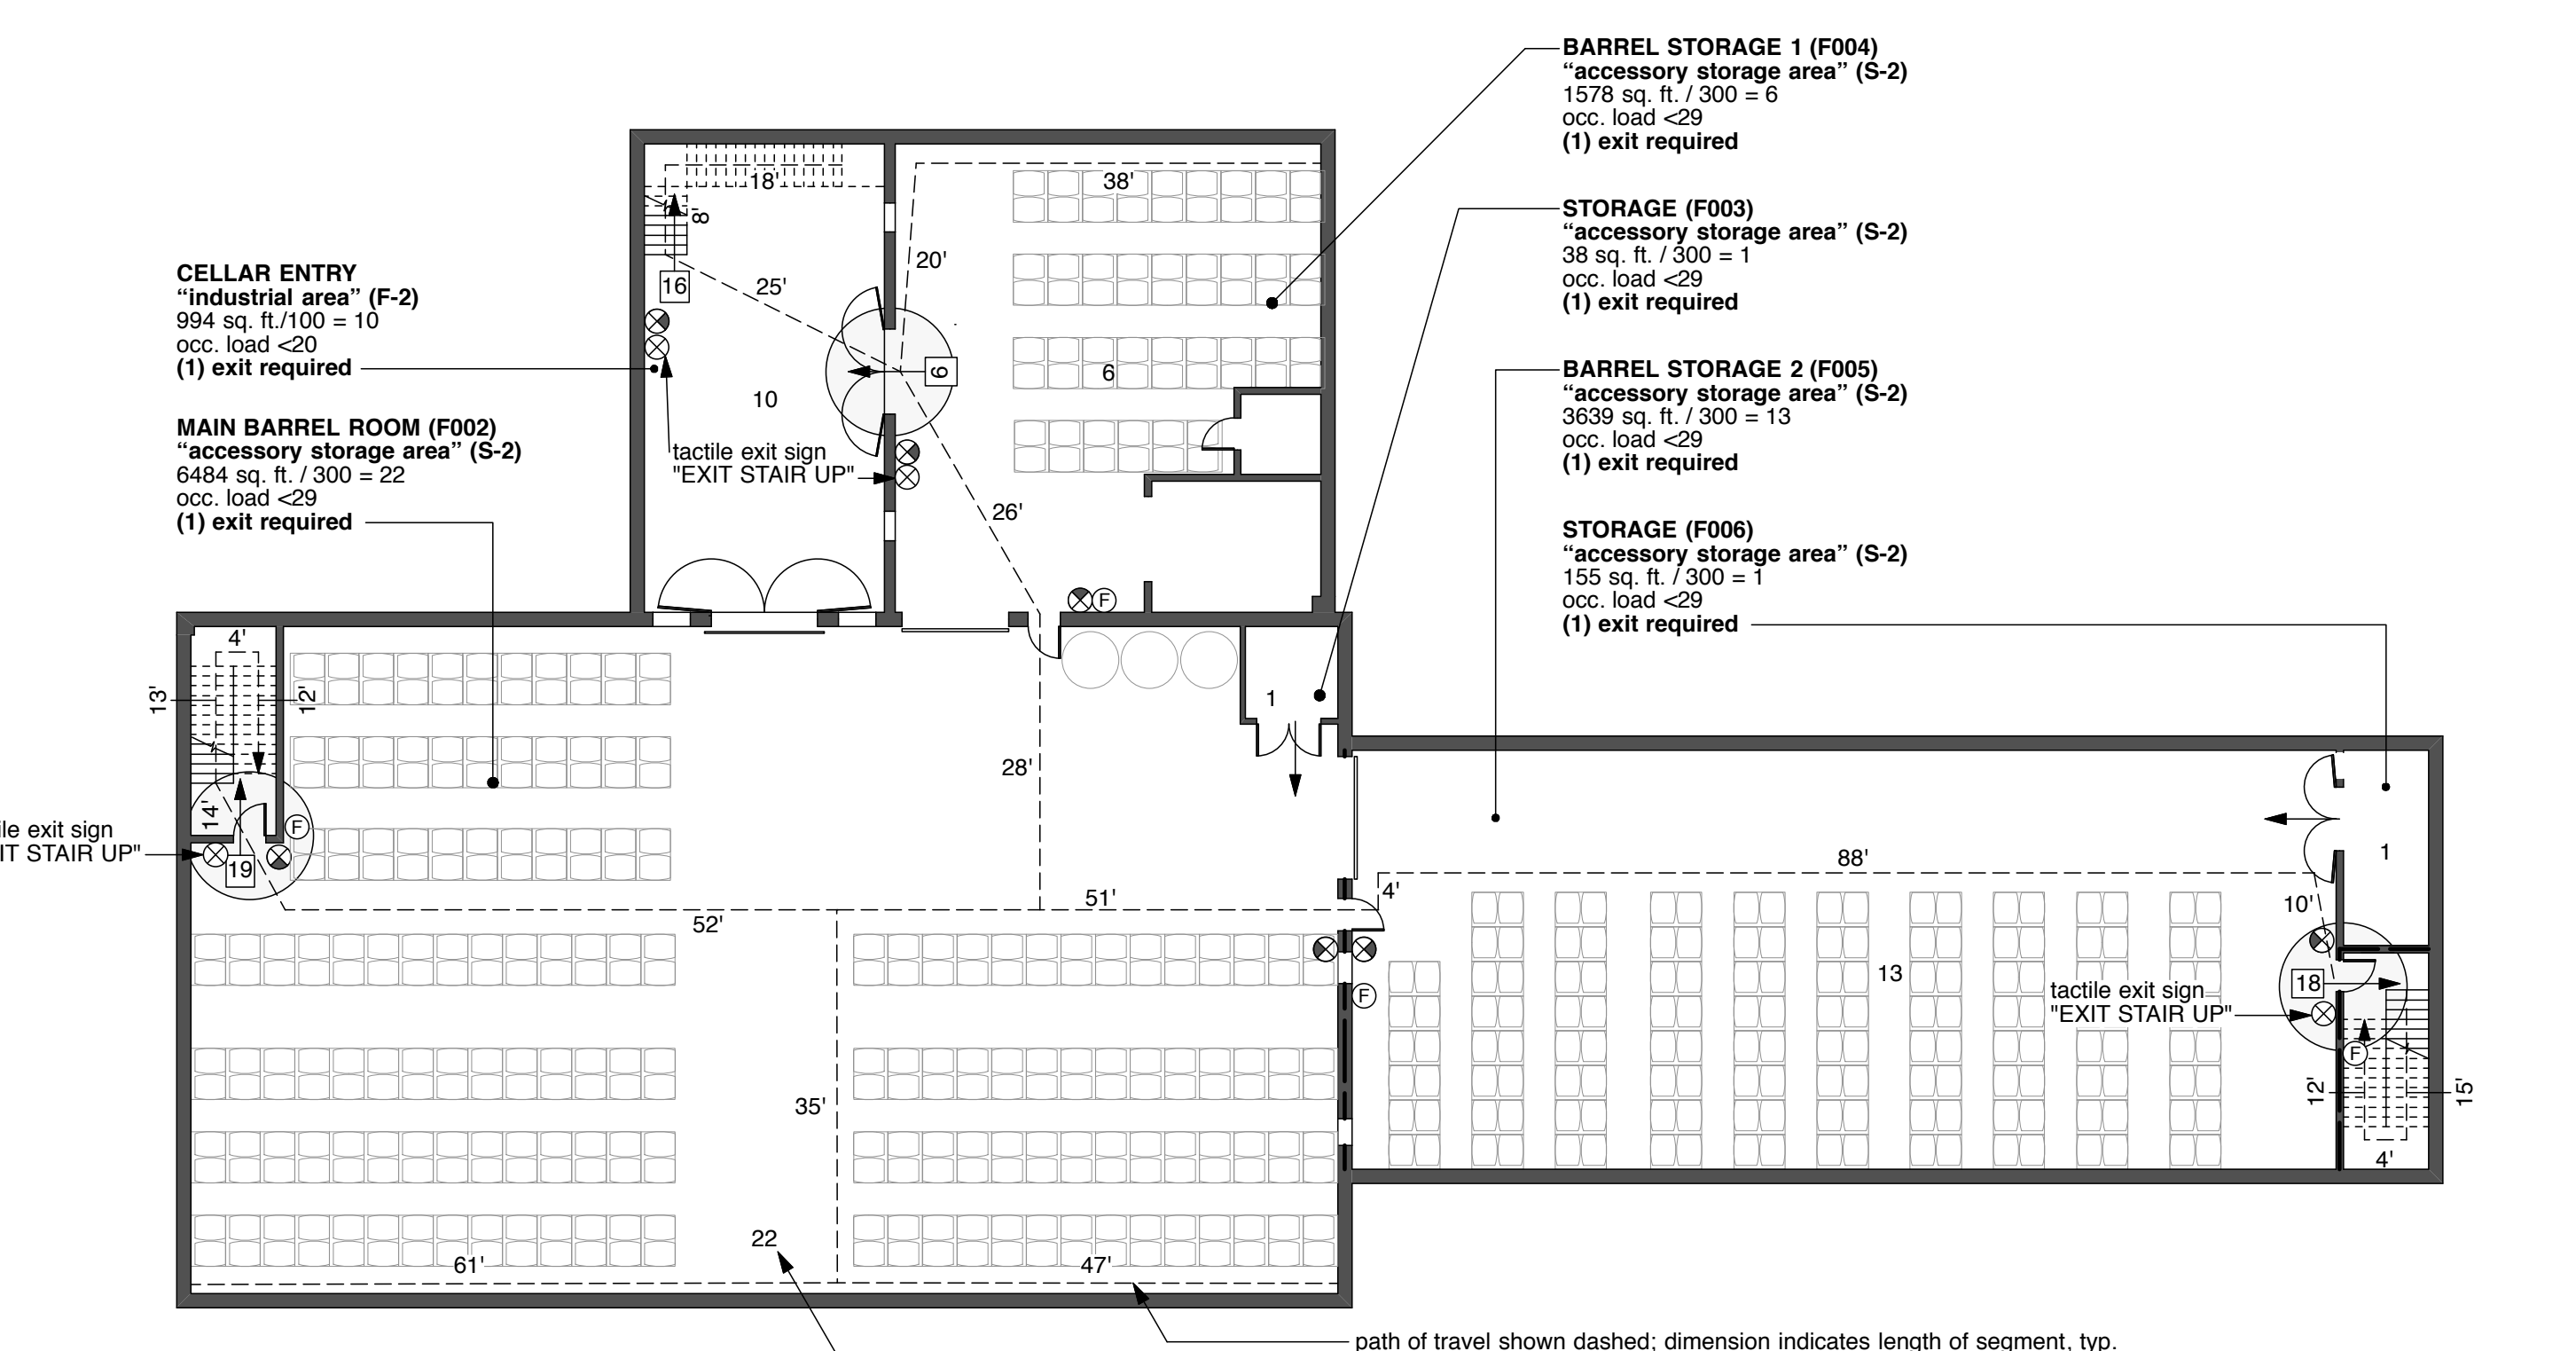 BARREL STORAGE 1 (F004)
“accessory storage area” (S-2)
1578 sq. ft. / 300 = 6
occ. load <29
(1) exit required
STORAGE (F003)
“accessory storage area” (S-2)
38 sq. ft. / 300 = 1
occ. load <29
(1) exit required
BARREL STORAGE 2 (F005)
“accessory storage area” (S-2)
3639 sq. ft. / 300 = 13
occ. load <29
(1) exit required
STORAGE (F006)
“accessory storage area” (S-2)
155 sq. ft. / 300 = 1
occ. load <29
(1) exit required
CELLAR ENTRY
“industrial area” (F-2)
994 sq. ft./100 = 10
occ. load <20
(1) exit required
MAIN BARREL ROOM (F002)
“accessory storage area” (S-2)
6484 sq. ft. / 300 = 22
occ. load <29
(1) exit required
18'
8'
16
25'
10
tactile exit sign
"EXIT STAIR UP"
38'
20'
6
6
26'
F
4'
13'
12'
14'
F
19
ile exit sign
IT STAIR UP"
1
28'
51'
52'
35'
22
61'
47'
4'
88'
10'
1
F
13
18
tactile exit sign
"EXIT STAIR UP"
F
12'
15'
4'
path of travel shown dashed; dimension indicates length of segment, typ.